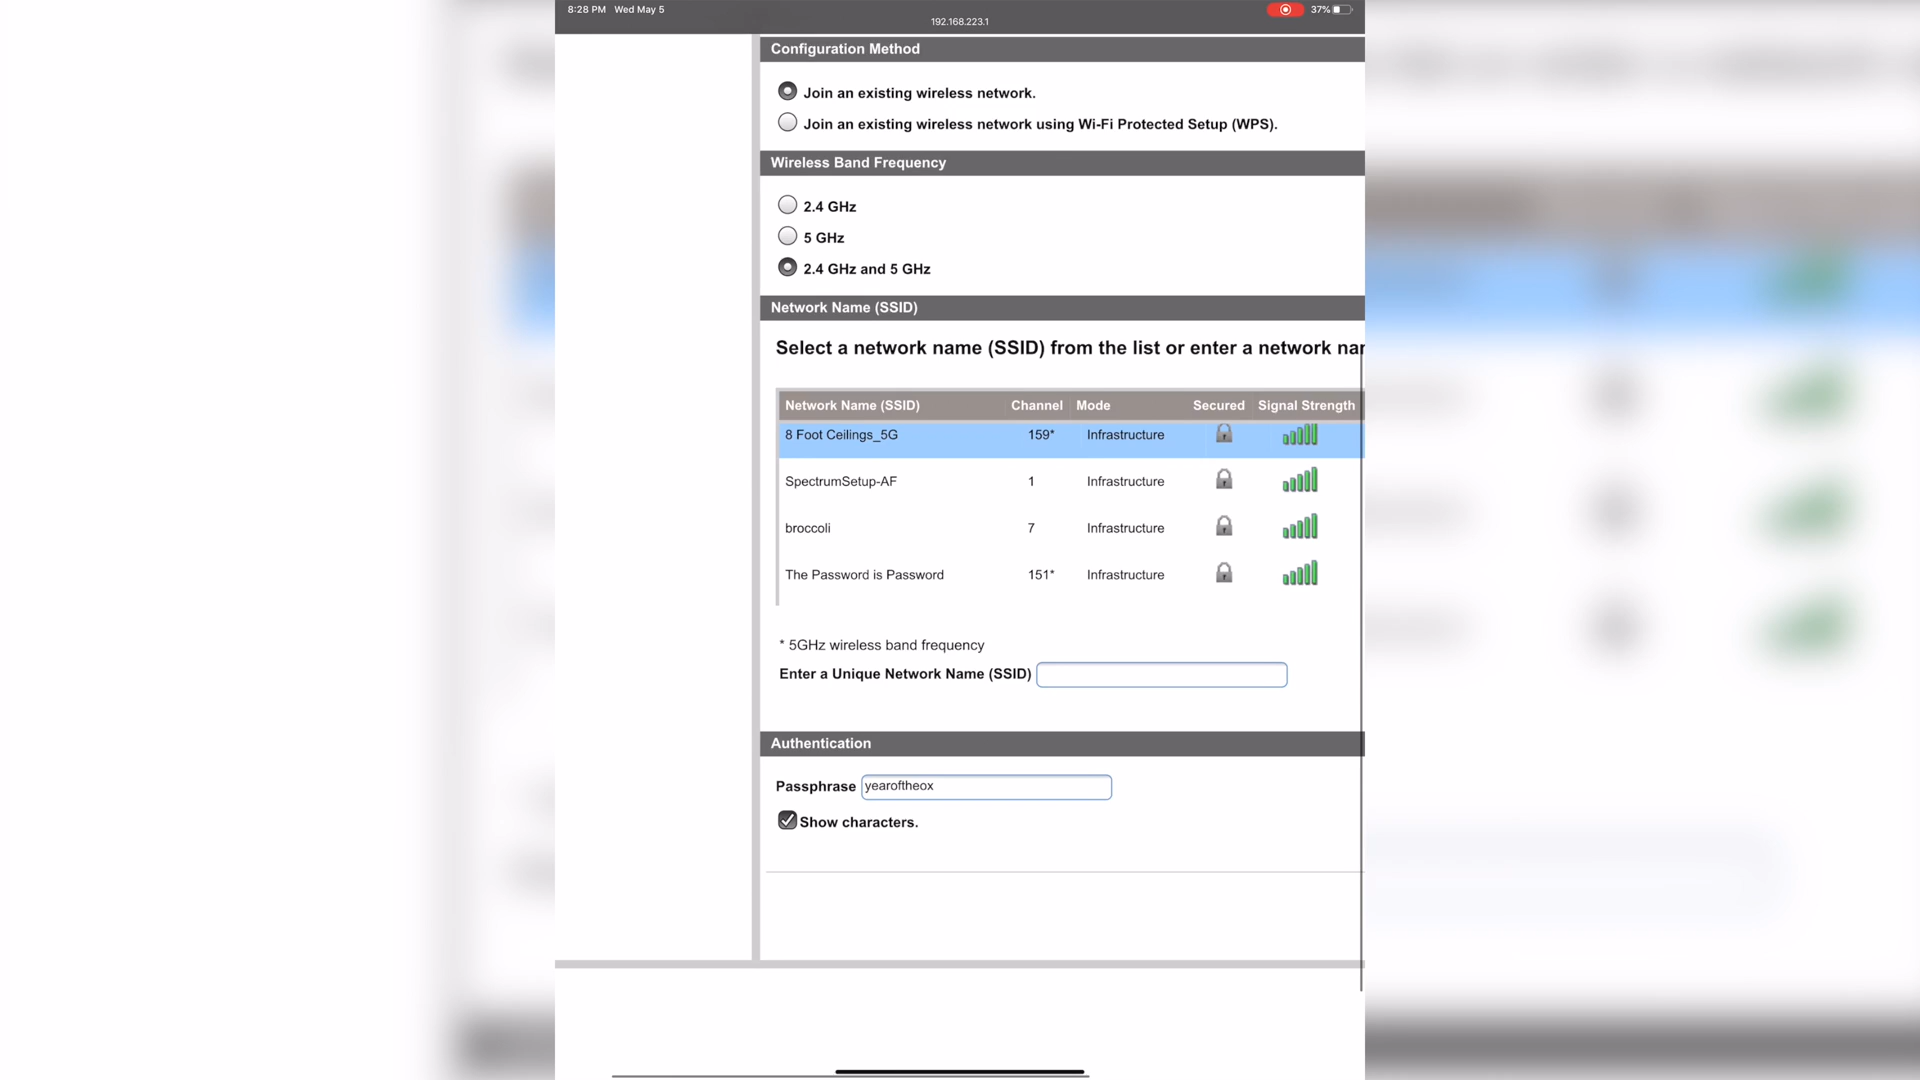 8:28 PM Wed May 5
37%
192.168.223.1
Configuration Method
Join an existing wireless network.
Join an existing wireless network using Wi-Fi Protected Setup (WPS).
Wireless Band Frequency
2.4 GHz
5 GHz
2.4 GHz and 5 GHz
Network Name (SSID)
Select a network name (SSID) from the list or enter a network nar
Network Name (SSID) Channel Mode Secured Signal Strength
8 Foot Ceilings_5G 159* Infrastructure
SpectrumSetup-AF 1 Infrastructure
broccoli 7 Infrastructure
The Password is Password 151* Infrastructure
* 5GHz wireless band frequency
Enter a Unique Network Name (SSID)
Authentication
Passphrase yearoftheox
Show characters.